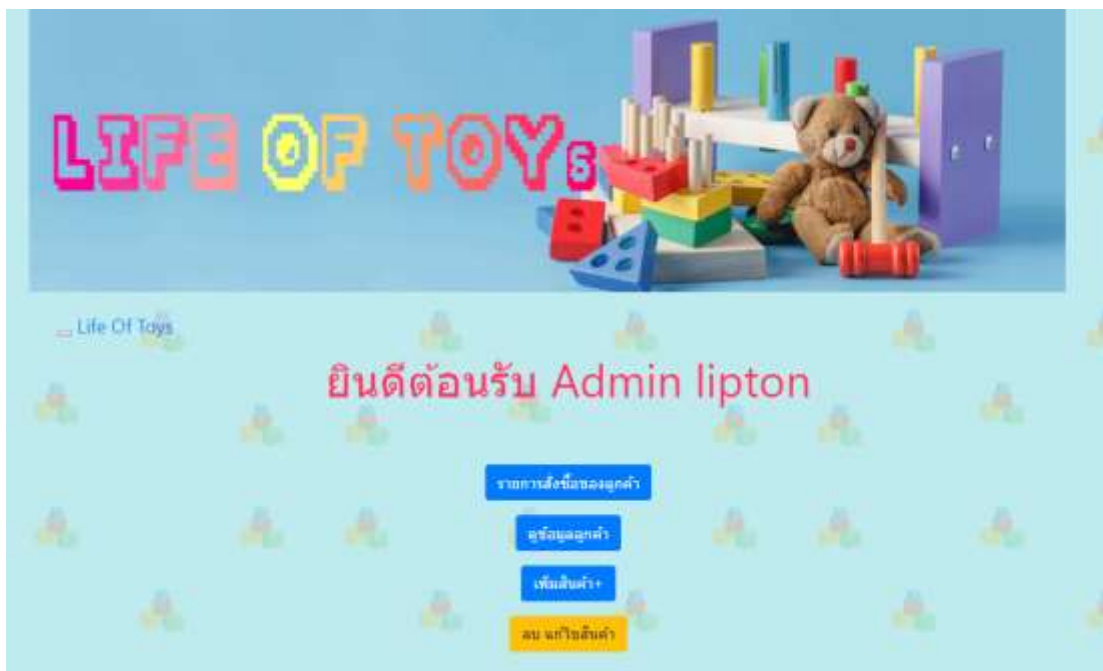 LIFE OF TOYs
Life Of Toys
ยินดีต้อนรับ Admin lipton
รายการสั่งซื้อของลูกค้า
ดูข้อมูลลูกค้า
เพิ่มสินค้า+
ลบ แก้ไขสินค้า